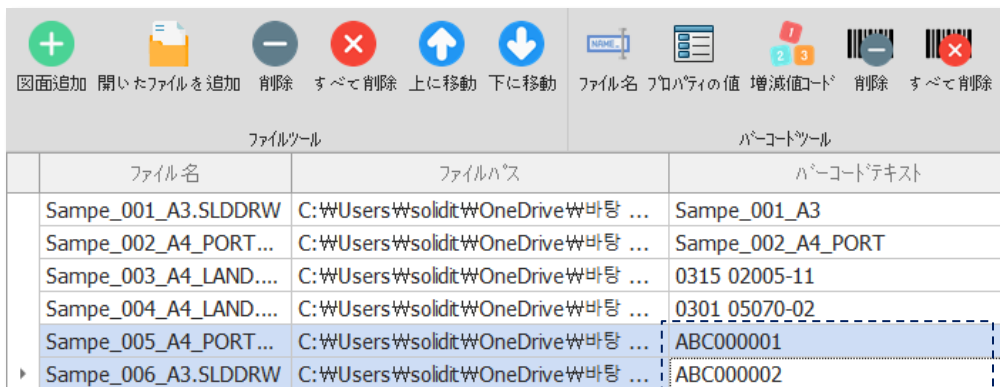 NAME.. 1 2 3
図面追加 開いたファイルを追加 削除 すべて削除 上に移動 下に移動 ファイル名 プロパティの値 増減値コード 削除 すべて削除
ファイルツール バーコードツール
ファイル名 ファイルパス バーコードテキスト
Sampe_001_A3.SLDDRW C:₩Users₩solidit₩OneDrive₩바탕 ... Sampe_001_A3
Sampe_002_A4_PORT... C:₩Users₩solidit₩OneDrive₩바탕 ... Sampe_002_A4_PORT
Sampe_003_A4_LAND.... C:₩Users₩solidit₩OneDrive₩바탕 ... 0315 02005-11
Sampe_004_A4_LAND.... C:₩Users₩solidit₩OneDrive₩바탕 ... 0301 05070-02
Sampe_005_A4_PORT... C:₩Users₩solidit₩OneDrive₩바탕 ... ABC000001
Sampe_006_A3.SLDDRW C:₩Users₩solidit₩OneDrive₩바탕 ... ABC000002